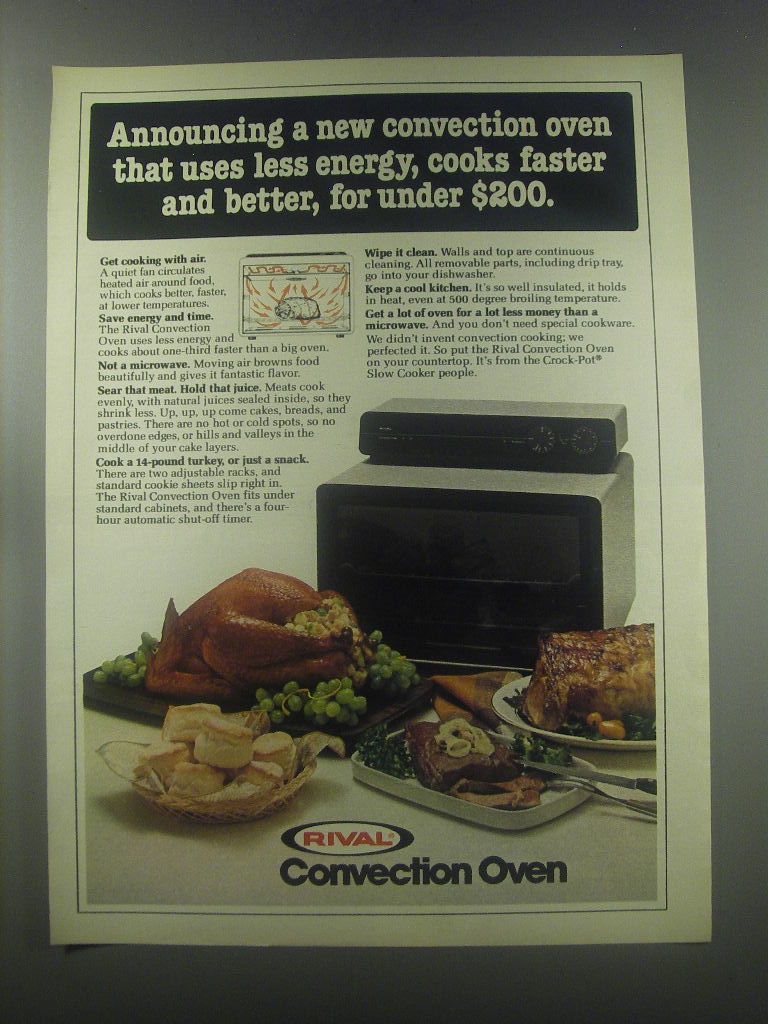 Announcing a new convection oven
that uses less energy, cooks faster
and better, for under $200.
Get cooking with air.
A quiet fan circulates
heated air around food,
which cooks better, faster,
at lower temperatures.
Save energy and time.
The Rival Convection
Oven uses less energy and
cooks about one-third faster than a big oven.
Not a microwave. Moving air browns food
beautifully and gives it fantastic flavor.
Sear that meat. Hold that juice. Meats cook
evenly, with natural juices sealed inside, so they
shrink less. Up, up, up come cakes, breads, and
pastries. There are no hot or cold spots, so no
overdone edges, or hills and valleys in the
middle of your cake layers.
Cook a 14-pound turkey, or just a snack.
There are two adjustable racks, and
standard cookie sheets slip right in.
The Rival Convection Oven fits under
standard cabinets, and there's a four-
hour automatic shut-off timer.
Wipe it clean. Walls and top are continuous
cleaning. All removable parts, including drip tray,
go into your dishwasher.
Keep a cool kitchen. It's so well insulated, it holds
in heat, even at 500 degree broiling temperature.
Get a lot of oven for a lot less money than a
microwave. And you don't need special cookware.
We didn't invent convection cooking; we
perfected it. So put the Rival Convection Oven
on your countertop. It's from the Crock-Pot®
Slow Cooker people.
RIVAL®
Convection Oven